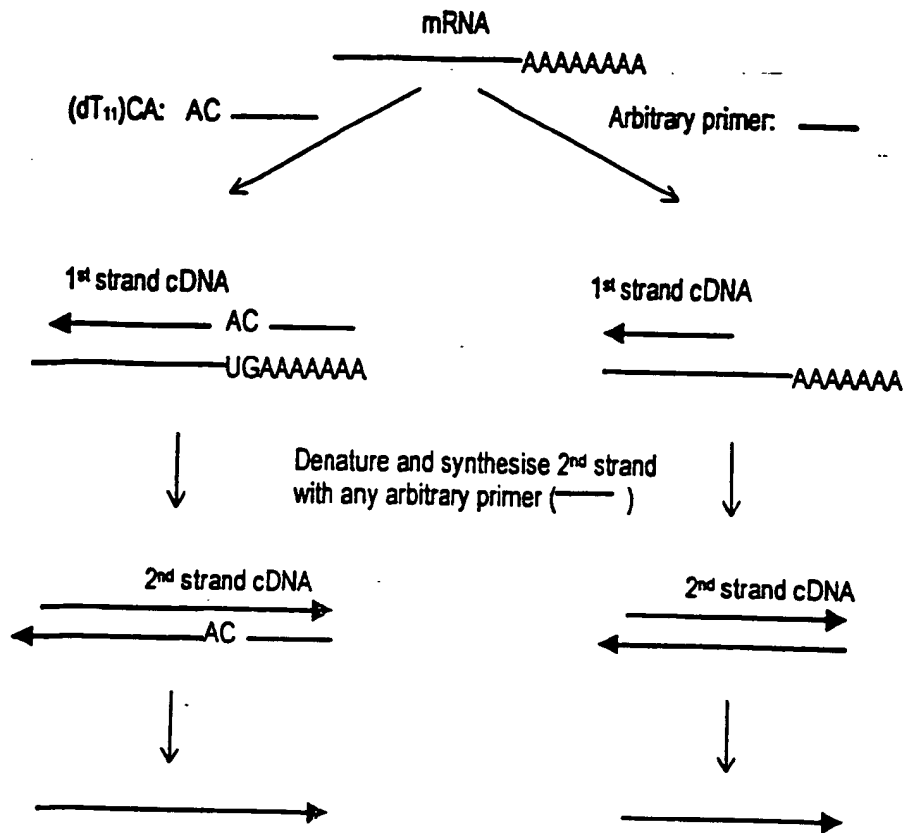 mRNA
AAAAAAAA
(dT₁₁)CA: AC
Arbitrary primer:
1ˢᵗ strand cDNA
1ˢᵗ strand cDNA
AC
UGAAAAAAA
AAAAAAA
Denature and synthesise 2ⁿᵈ strand
with any arbitrary primer ( )
2ⁿᵈ strand cDNA
2ⁿᵈ strand cDNA
AC